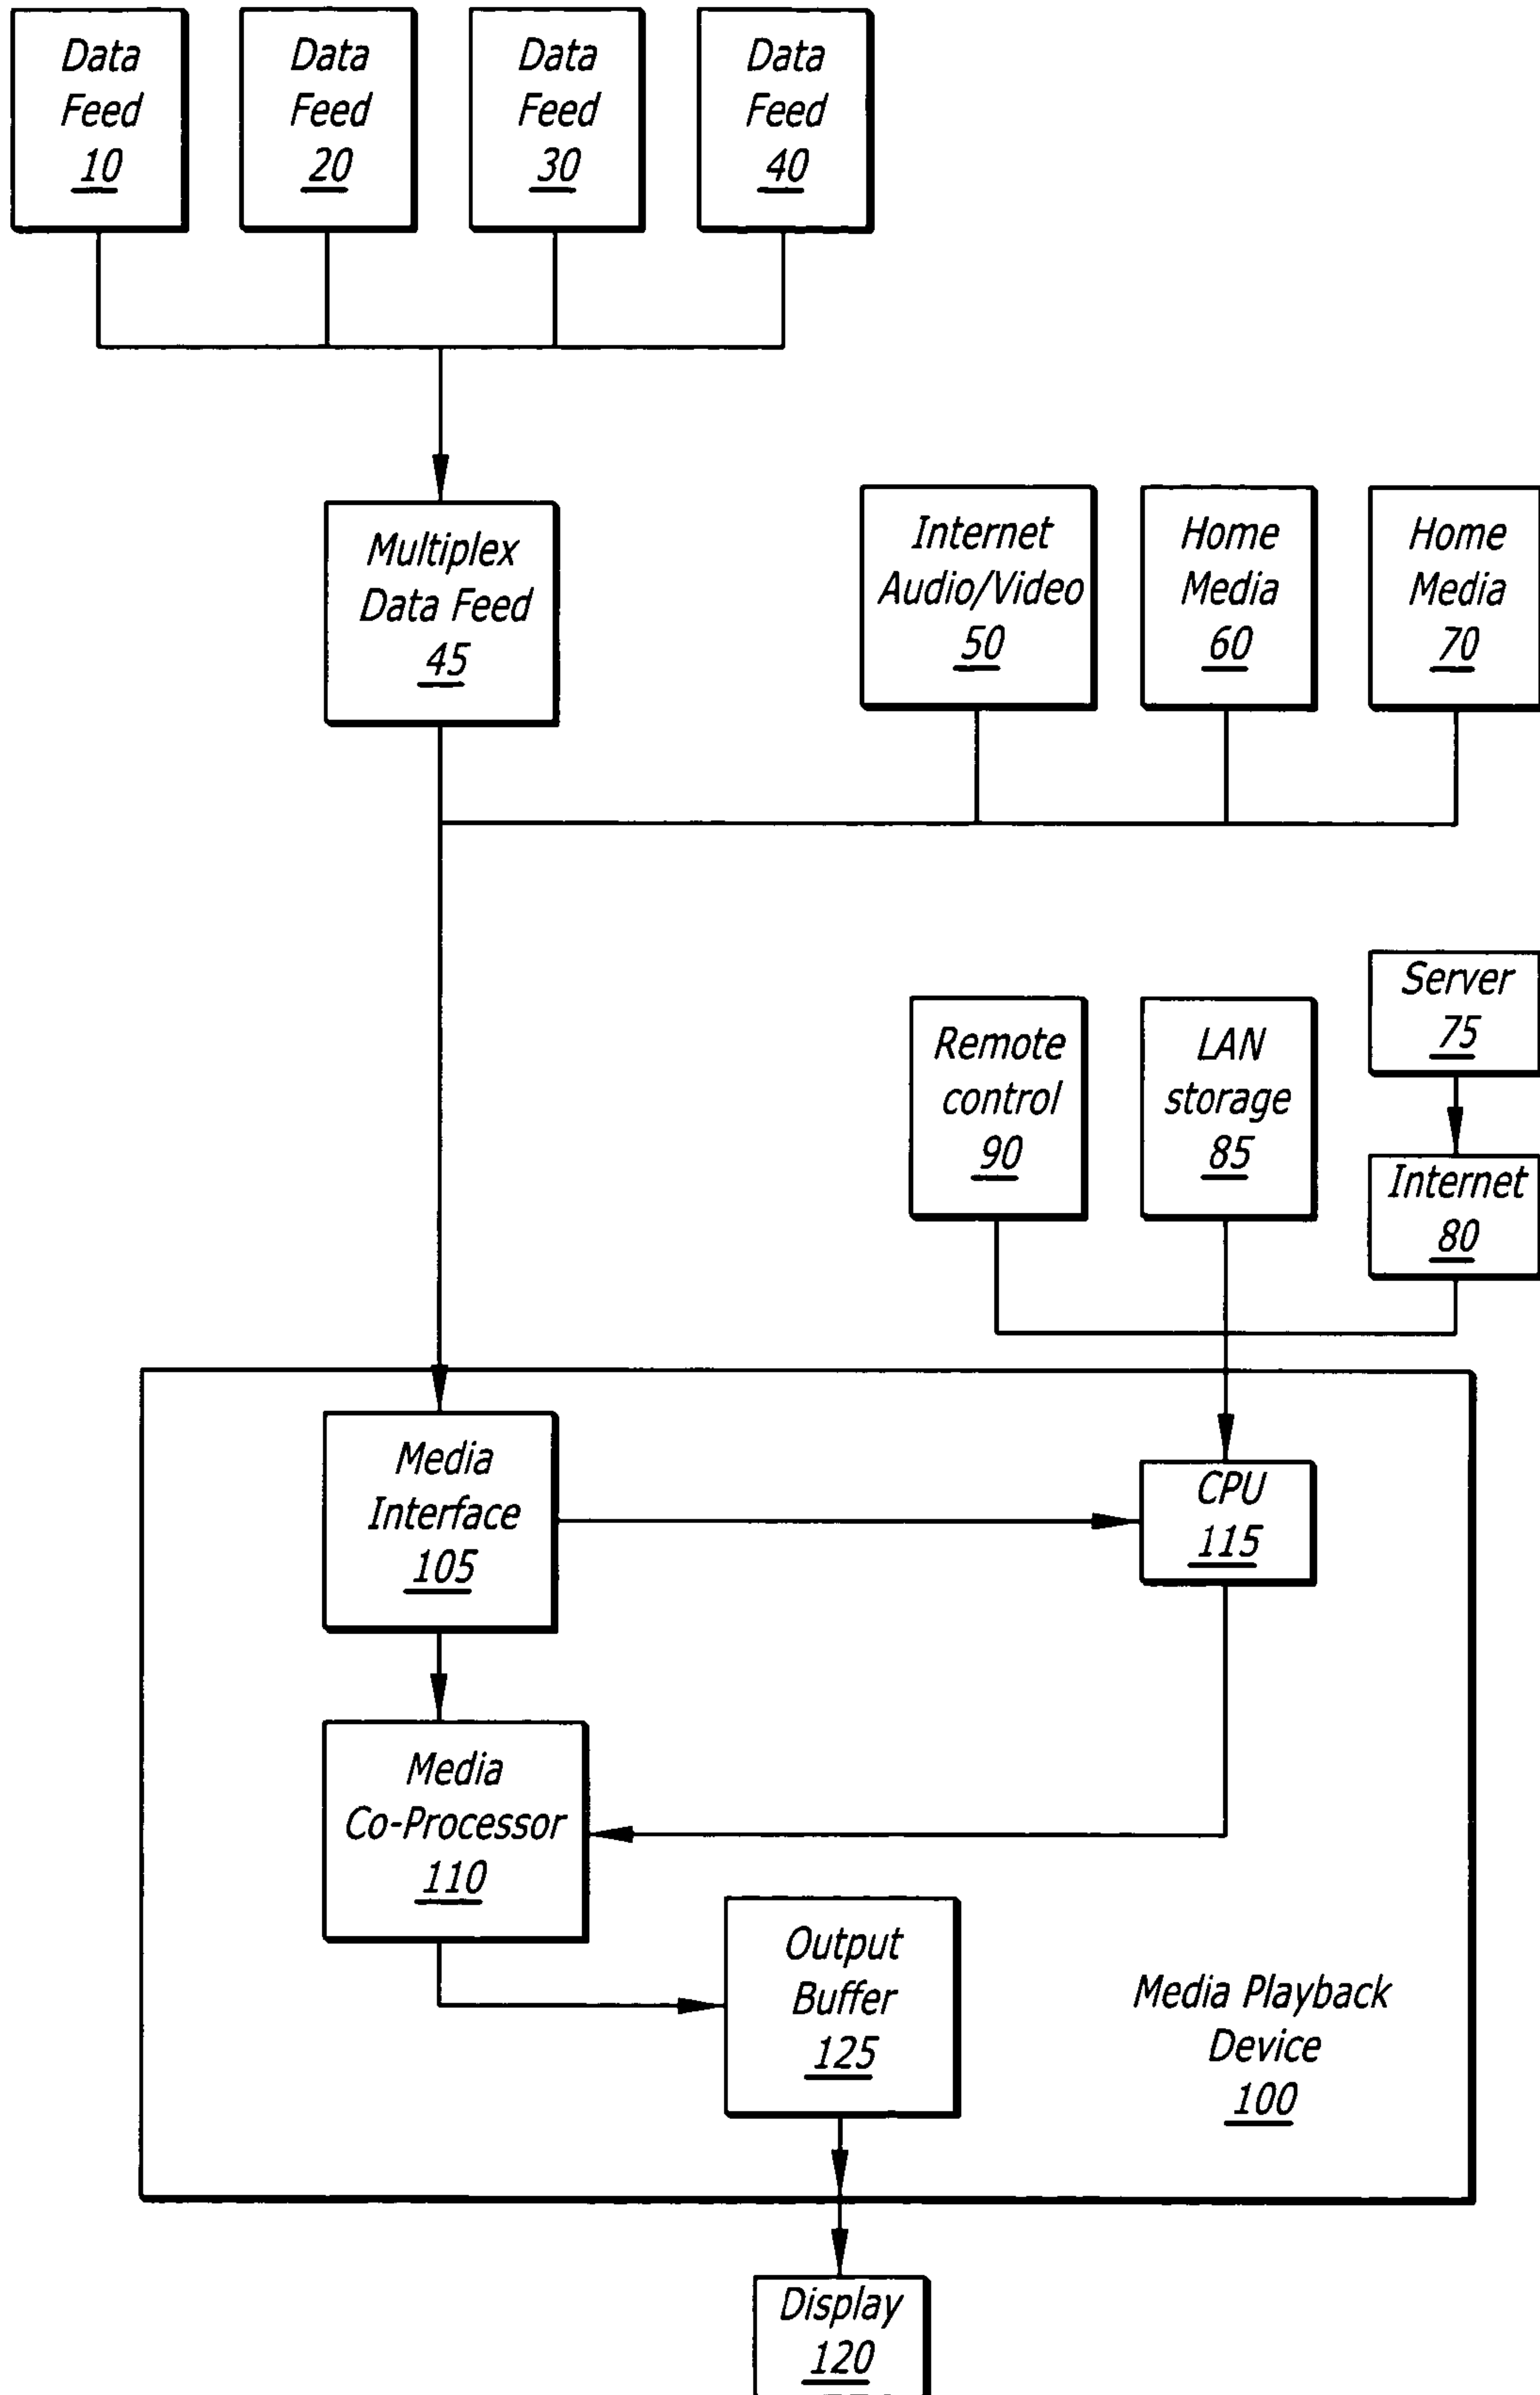 Data
Feed
10
Data
Feed
20
Data
Feed
30
Data
Feed
40
Multiplex
Data Feed
45
Internet
Audio/Video
50
Home
Media
60
Home
Media
70
Remote
control
90
LAN
storage
85
Server
75
Internet
80
Media
Interface
105
CPU
115
Media
Co-Processor
110
Output
Buffer
125
Media Playback
Device
100
Display
120